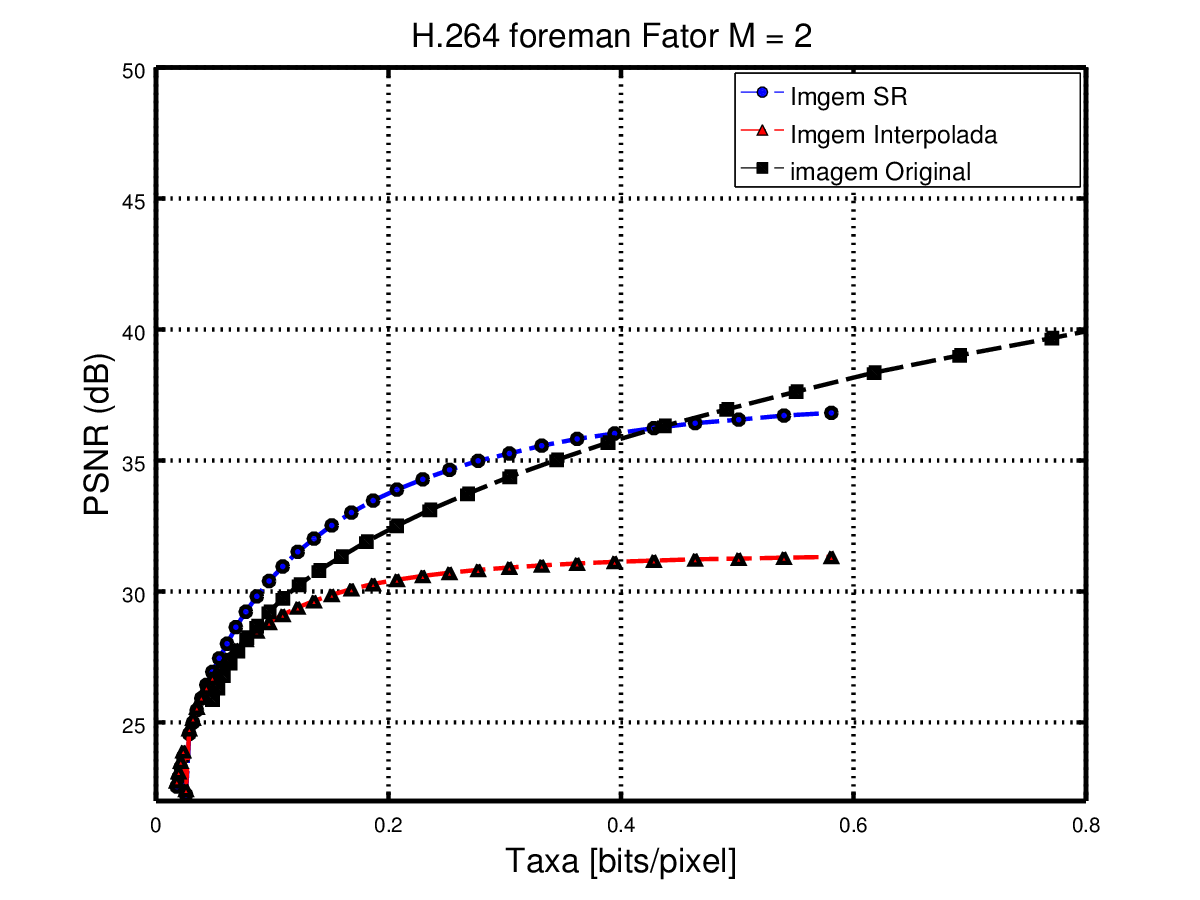 H.264 foreman Fator M = 2
50
45
40
35
30
25
PSNR (dB)
Imgem SR
Imgem Interpolada
imagem Original
0
0.2
0.4
0.6
0.8
Taxa [bits/pixel]